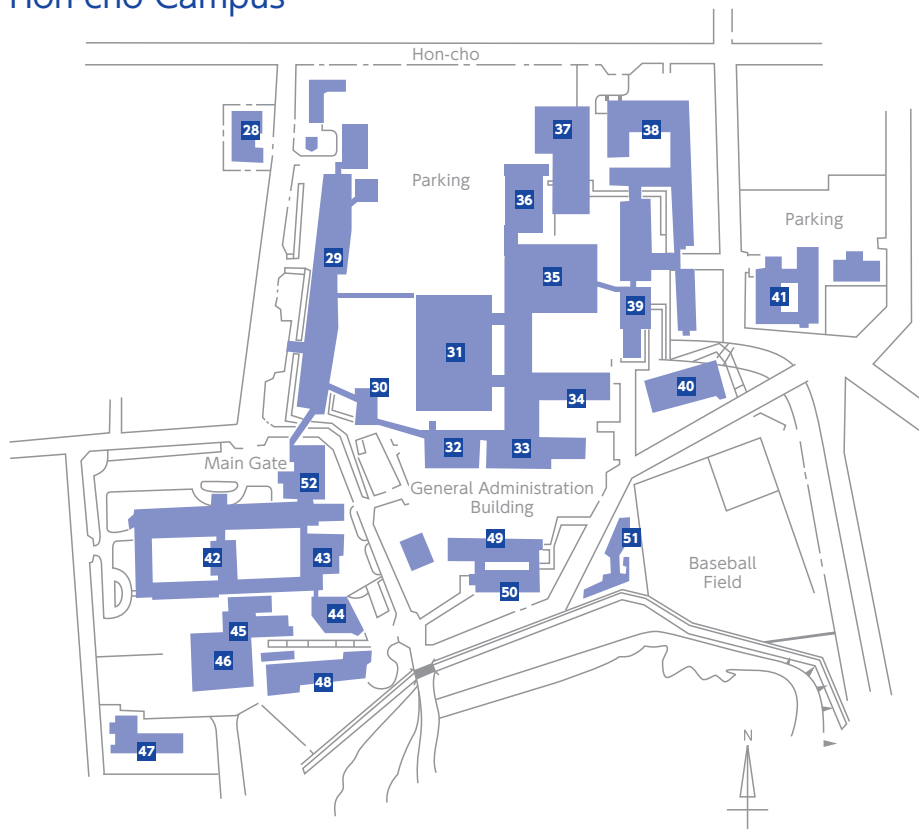 Hon-cho Campus
Hon-cho
28
37
38
Parking
36
Parking
29
35
41
39
31
30
40
34
32
33
Main Gate
52
General Administration
Building
49
51
42
43
Baseball
Field
50
44
45
46
48
47
N